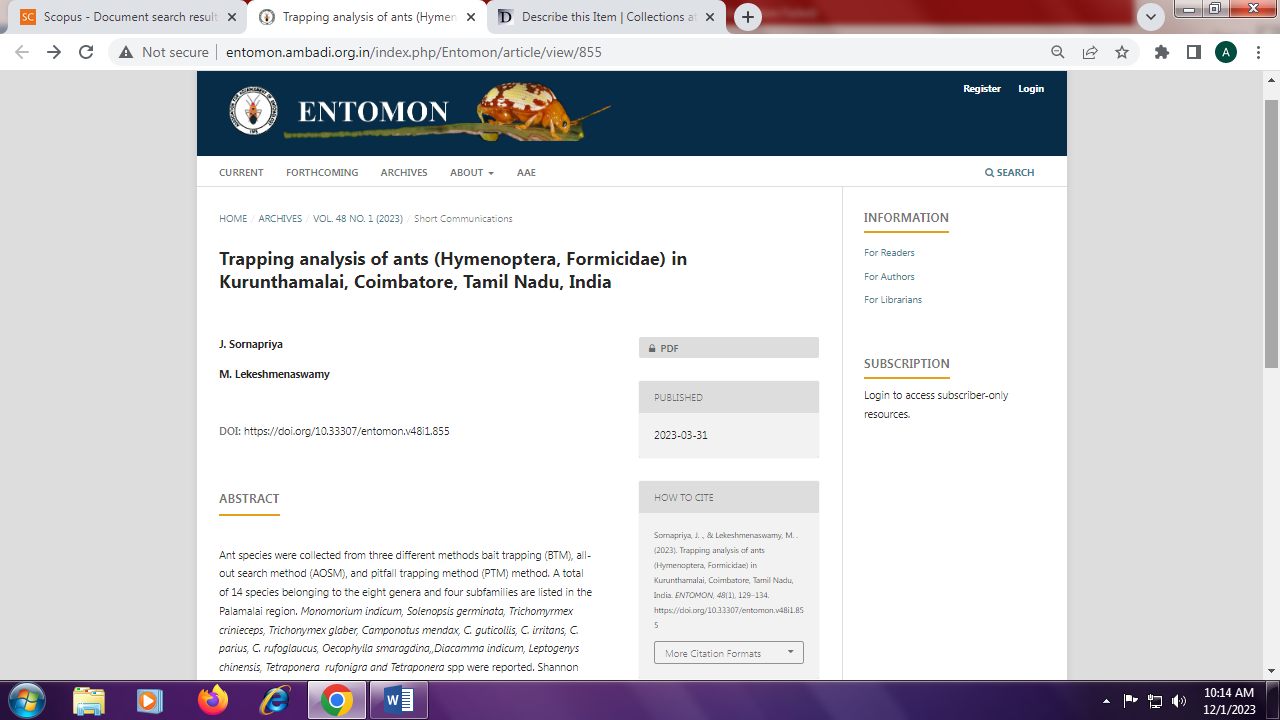 Scopus - Document search result
Trapping analysis of ants (Hymen
Describe this Item | Collections a
Not secure
entomon.ambadi.org.in/index.php/Entomon/article/view/855
A
ENTOMON
Register Login
CURRENT FORTHCOMING ARCHIVES ABOUT AAE
SEARCH
HOME / ARCHIVES / VOL. 48 NO. 1 (2023) / Short Communications
Trapping analysis of ants (Hymenoptera, Formicidae) in
Kurunthamalai, Coimbatore, Tamil Nadu, India
J. Sornapriya
M. Lekeshmenaswamy
DOI: https://doi.org/10.33307/entomon.v48i1.855
ABSTRACT
Ant species were collected from three different methods bait trapping (BTM), all-
out search method (AOSM), and pitfall trapping method (PTM) method. A total
of 14 species belonging to the eight genera and four subfamilies are listed in the
Palamalai region. Monomorium indicum, Solenopsis germinata, Trichomyrmex
crinieceps, Trichonymex glaber, Camponotus mendax, C. guticollis, C. irritans, C.
parius, C. rufoglaucus, Oecophylla smaragdina,,Diacamma indicum, Leptogenys
chinensis, Tetraponera rufonigra and Tetraponera spp were reported. Shannon
PDF
PUBLISHED
2023-03-31
HOW TO CITE
Sornapriya, J. ., & Lekeshmenaswamy, M. .
(2023). Trapping analysis of ants
(Hymenoptera, Formicidae) in
Kurunthamalai, Coimbatore, Tamil Nadu,
India. ENTOMON, 48(1), 129–134.
https://doi.org/10.33307/entomon.v48i1.85
5
More Citation Formats
INFORMATION
For Readers
For Authors
For Librarians
SUBSCRIPTION
Login to access subscriber-only
resources.
10:14 AM
12/1/2023